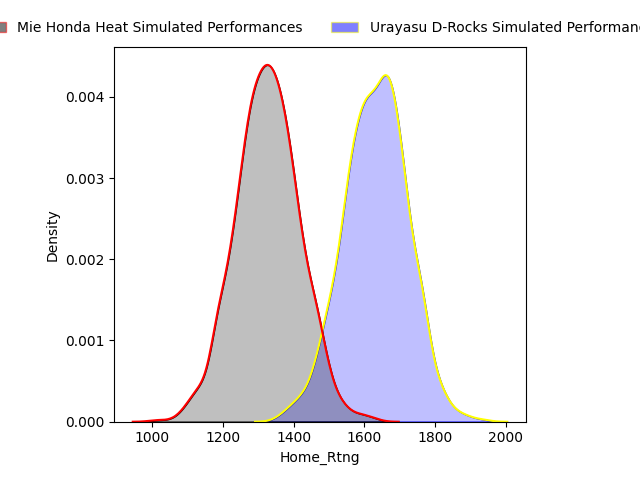 Mie Honda Heat Simulated Performances
Urayasu D-Rocks Simulated
0.004
0.003
0.002
0.001
0.000
Density
1000 1200 1400 1600 1800 2000
Home_Rtng